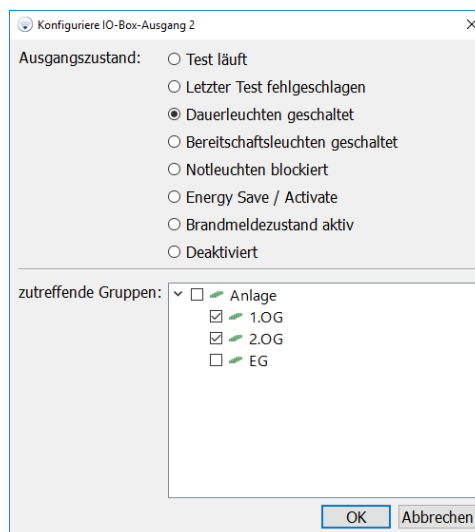 Konfiguriere IO-Box-Ausgang 2
Ausgangszustand:
Test läuft
Letzter Test fehlgeschlagen
Dauerleuchten geschaltet
Bereitschaftsleuchten geschaltet
Notleuchten blockiert
Energy Save / Activate
Brandmeldezustand aktiv
Deaktiviert
zutreffende Gruppen:
Anlage
1.OG
2.OG
EG
OK
Abbrechen